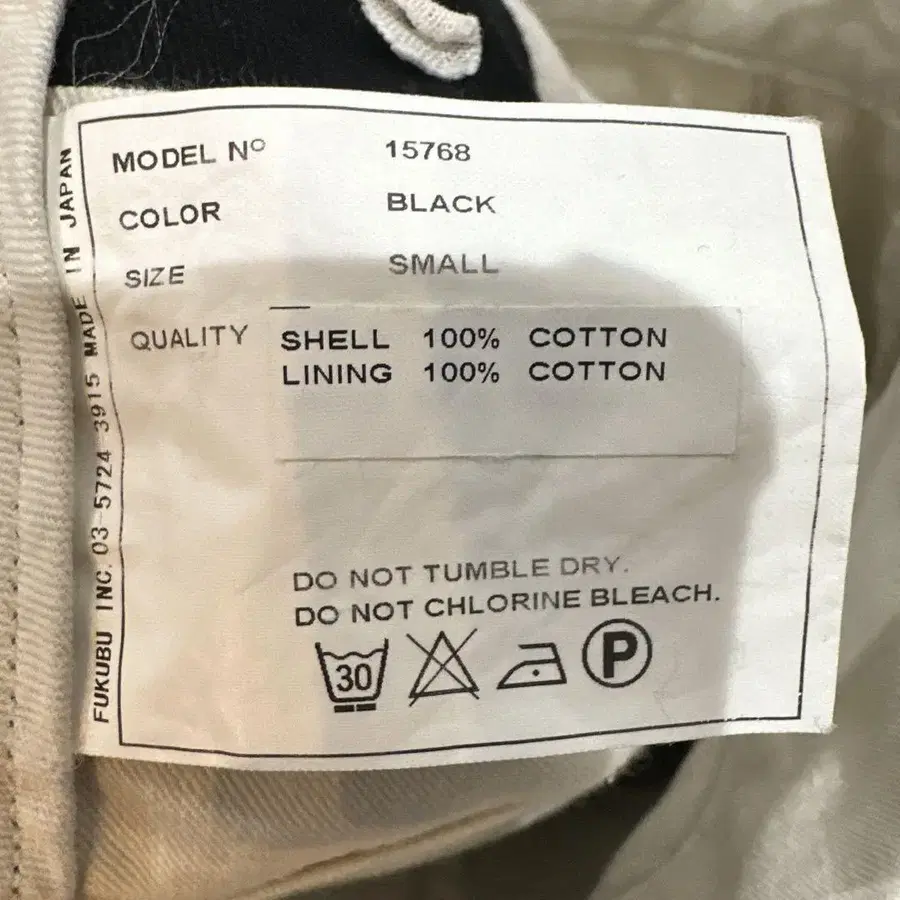 MODEL Nº 15768
COLOR BLACK
SIZE SMALL
QUALITY SHELL 100% COTTON
LINING 100% COTTON
DO NOT TUMBLE DRY.
DO NOT CHLORINE BLEACH.
30 P
FUKUBU INC. 03 5724 3915 MADE IN JAPAN